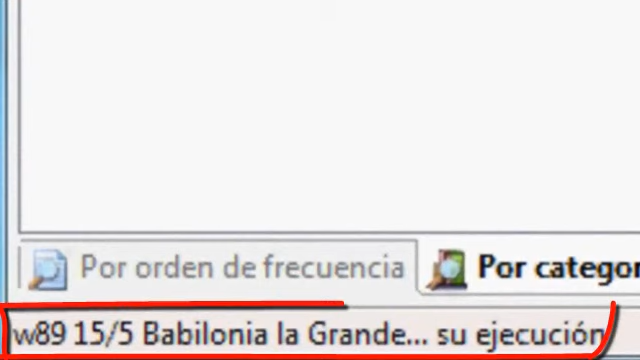 Por orden de frecuencia
Por categor
w89 15/5 Babilonia la Grande... su ejecución